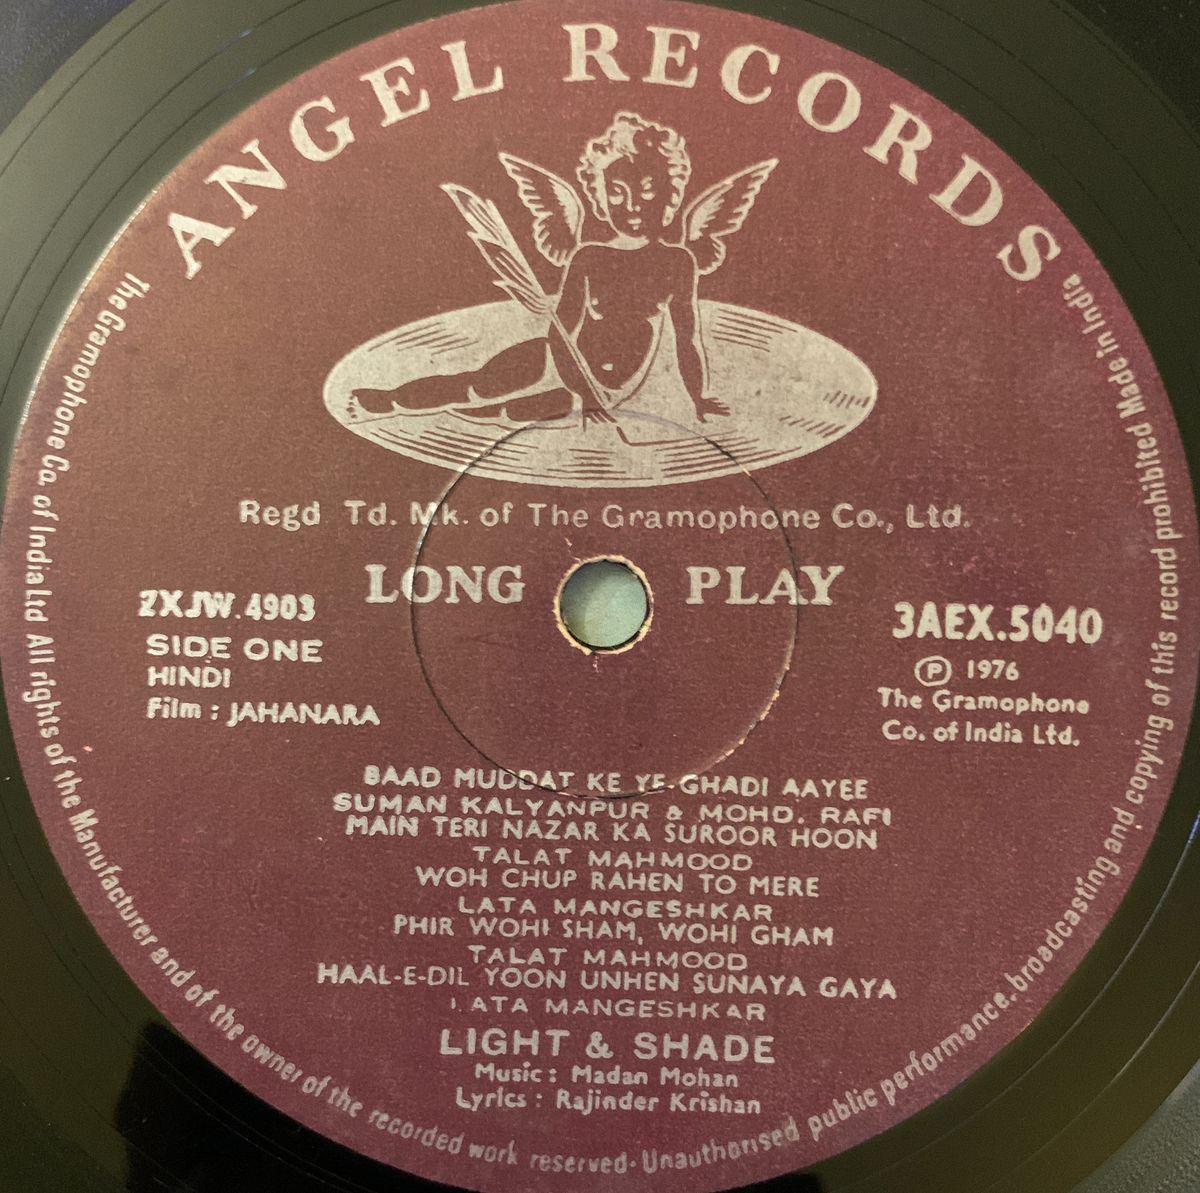 ANGEL RECORDS
Regd Td. Mk. of The Gramophone Co., Ltd.
LONG PLAY
2XJW.4903
SIDE ONE
HINDI
Film : JAHANARA
3AEX.5040
Ⓟ 1976
The Gramophone
Co. of India Ltd.
BAAD MUDDAT KE YE GHADI AAYEE
SUMAN KALYANPUR & MOHD. RAFI
MAIN TERI NAZAR KA SUROOR HOON
TALAT MAHMOOD
WOH CHUP RAHEN TO MERE
LATA MANGESHKAR
PHIR WOHI SHAM, WOHI GHAM
TALAT MAHMOOD
HAAL-E-DIL YOON UNHEN SUNAYA GAYA
LATA MANGESHKAR
LIGHT & SHADE
Music : Madan Mohan
Lyrics : Rajinder Krishan
The Gramophone Co. of India Ltd All rights of the Manufacturer and of the owner of the recorded work reserved. Unauthorised public performance, broadcasting and copying of this record prohibited Made in India